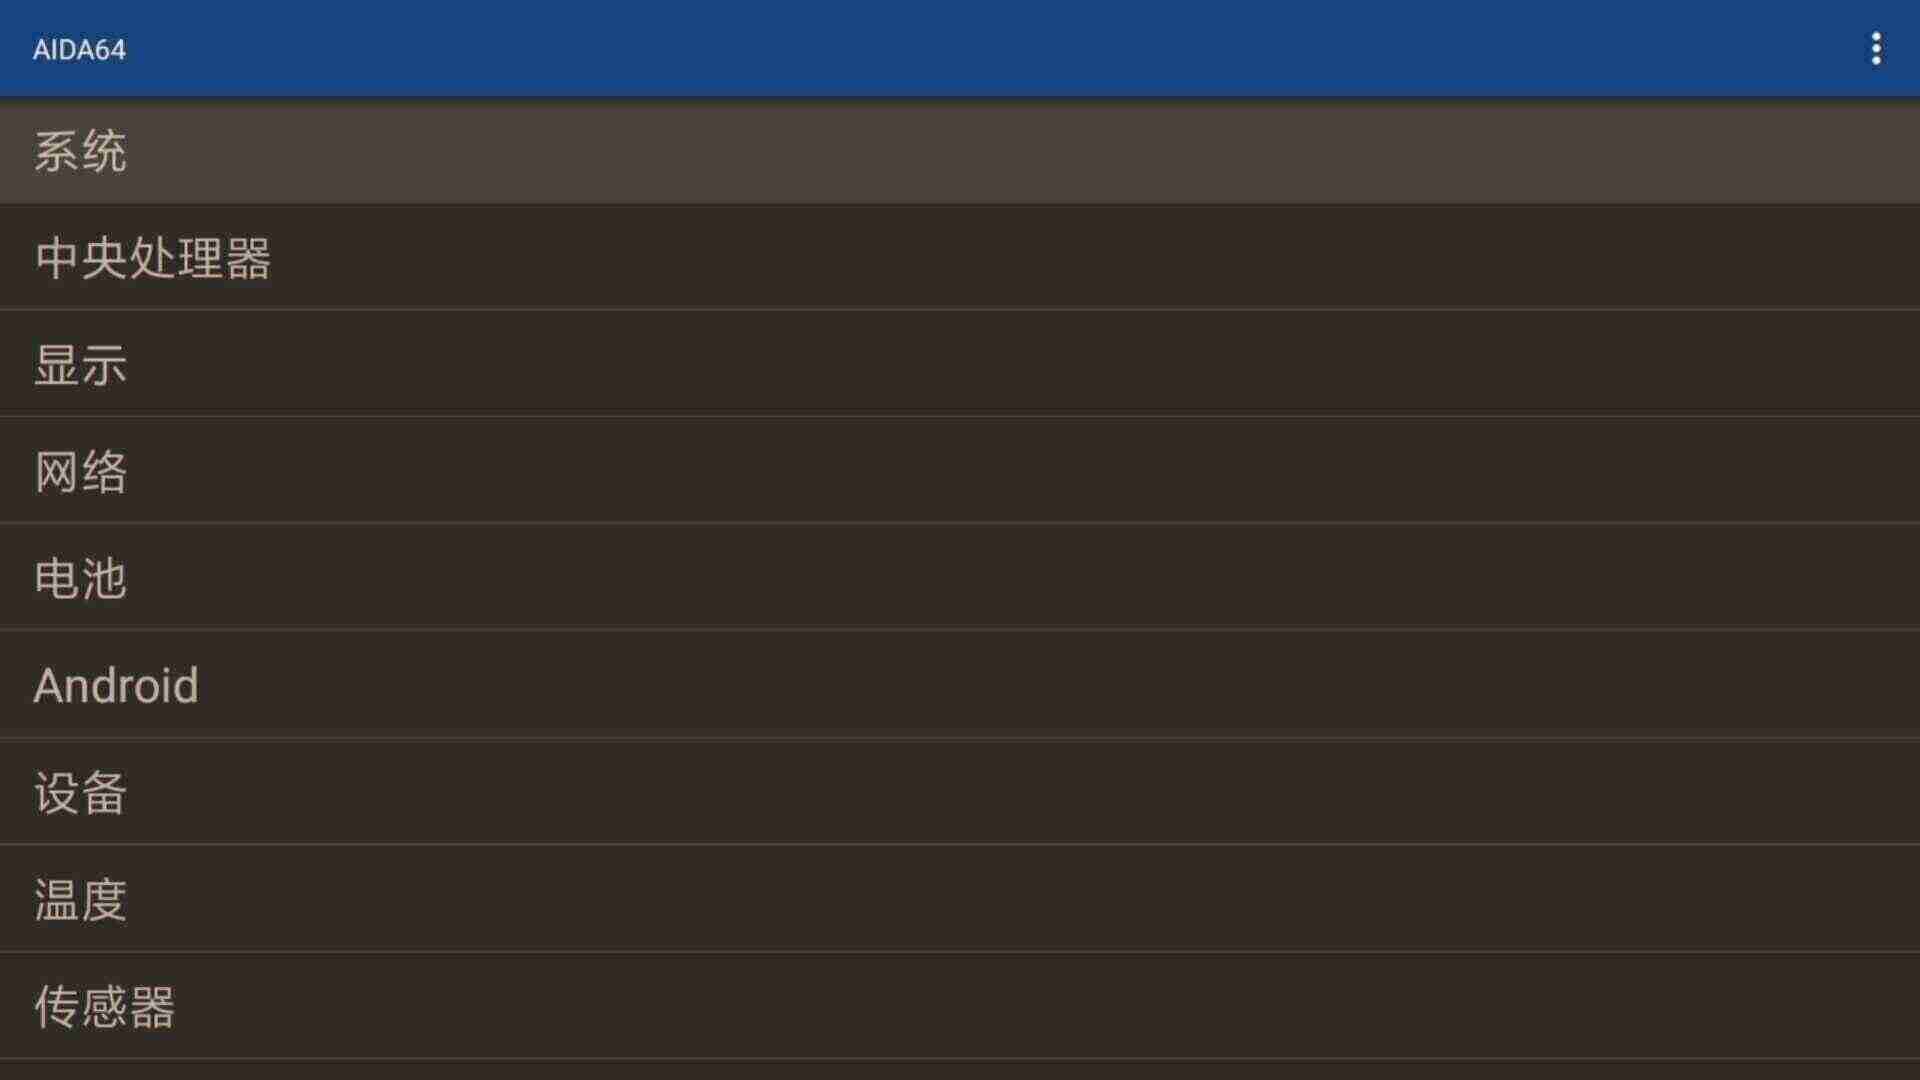 AIDA64
系统
中央处理器
显示
网络
电池
Android
设备
温度
传感器